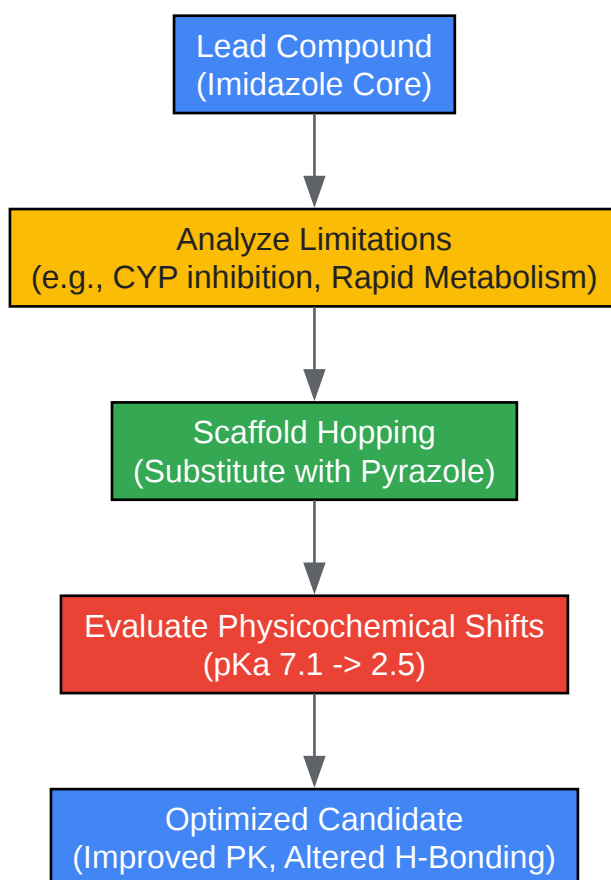 Lead Compound
(Imidazole Core)
Analyze Limitations
(e.g., CYP inhibition, Rapid Metabolism)
Scaffold Hopping
(Substitute with Pyrazole)
Evaluate Physicochemical Shifts
(pKa 7.1 -> 2.5)
Optimized Candidate
(Improved PK, Altered H-Bonding)